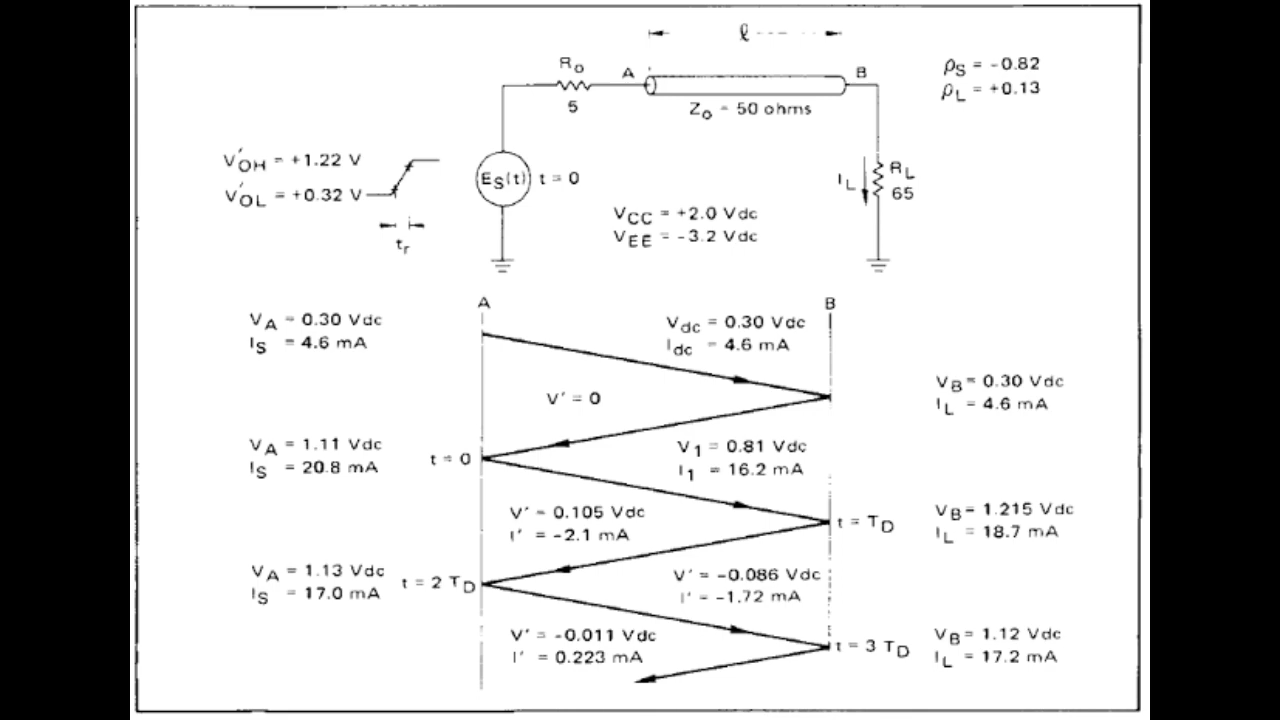 ℓ
R₀
5
A
B
Z₀ = 50 ohms
ρS = -0.82
ρL = +0.13
V'OH = +1.22 V
V'OL = +0.32 V
tr
ES(t)
t = 0
IL
RL
65
VCC = +2.0 Vdc
VEE = -3.2 Vdc
A
B
VA = 0.30 Vdc
IS = 4.6 mA
Vdc = 0.30 Vdc
Idc = 4.6 mA
VB = 0.30 Vdc
IL = 4.6 mA
V' = 0
VA = 1.11 Vdc
IS = 20.8 mA
t = 0
V1 = 0.81 Vdc
I1 = 16.2 mA
V' = 0.105 Vdc
I' = -2.1 mA
t = TD
VB = 1.215 Vdc
IL = 18.7 mA
VA = 1.13 Vdc
IS = 17.0 mA
t = 2 TD
V' = -0.086 Vdc
I' = -1.72 mA
V' = -0.011 Vdc
I' = 0.223 mA
t = 3 TD
VB = 1.12 Vdc
IL = 17.2 mA